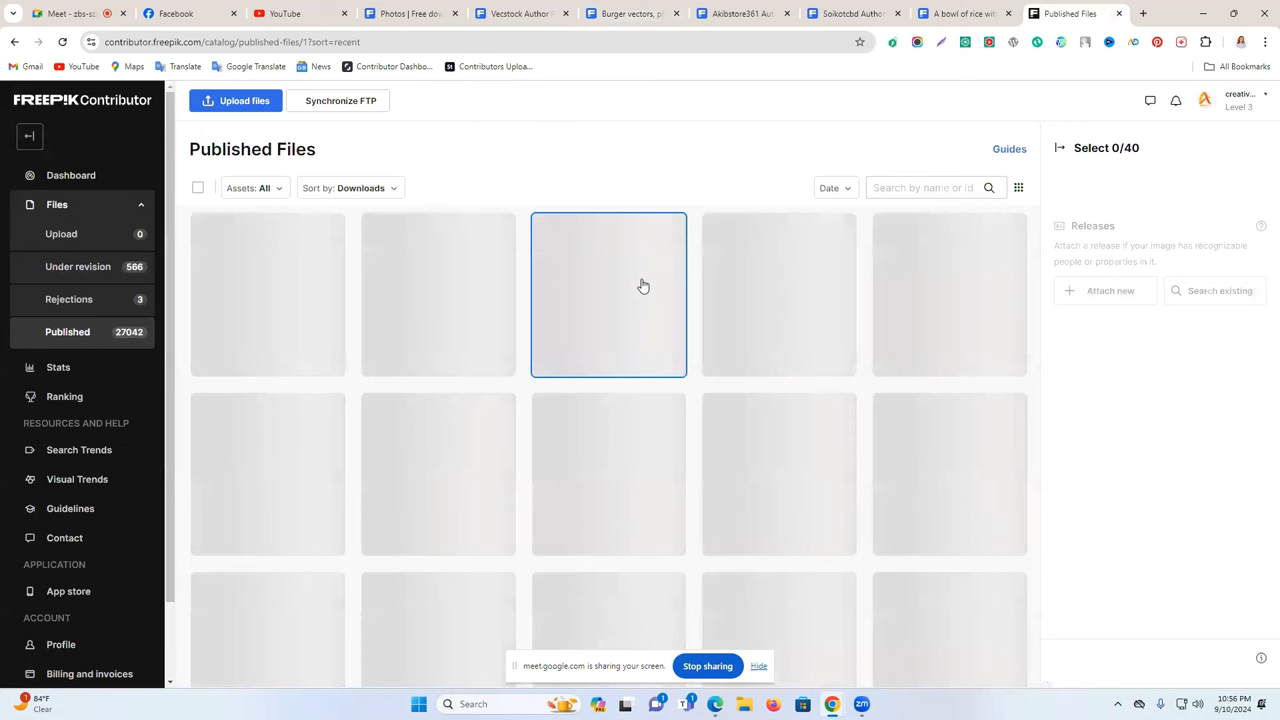 Meet - zbs-sz
Facebook
YouTube
Photos | Free d
Vecstock Author
Burger vectors, p
Akibstore361 Aut
Soikotcbd Autho
A bowl of rice wit
Published Files
contributor.freepik.com/catalog/published-files/1?sort=recent
Gmail
YouTube
Maps
Translate
Google Translate
News
Contributor Dashbo...
Contributors Uploa...
All Bookmarks
FREEPIK Contributor
Upload files
Synchronize FTP
creativ...
Level 3
Published Files
Guides
Select 0/40
Dashboard
Assets: All
Sort by: Downloads
Date
Search by name or id
Files
Upload 0
Releases
Attach a release if your image has recognizable
people or properties in it.
Under revision 566
Attach new
Search existing
Rejections 3
Published 27042
Stats
Ranking
RESOURCES AND HELP
Search Trends
Visual Trends
Guidelines
Contact
APPLICATION
App store
ACCOUNT
Profile
Billing and invoices
meet.google.com is sharing your screen.
Stop sharing
Hide
1
84°F
Clear
Search
1
1
10:56 PM
9/10/2024